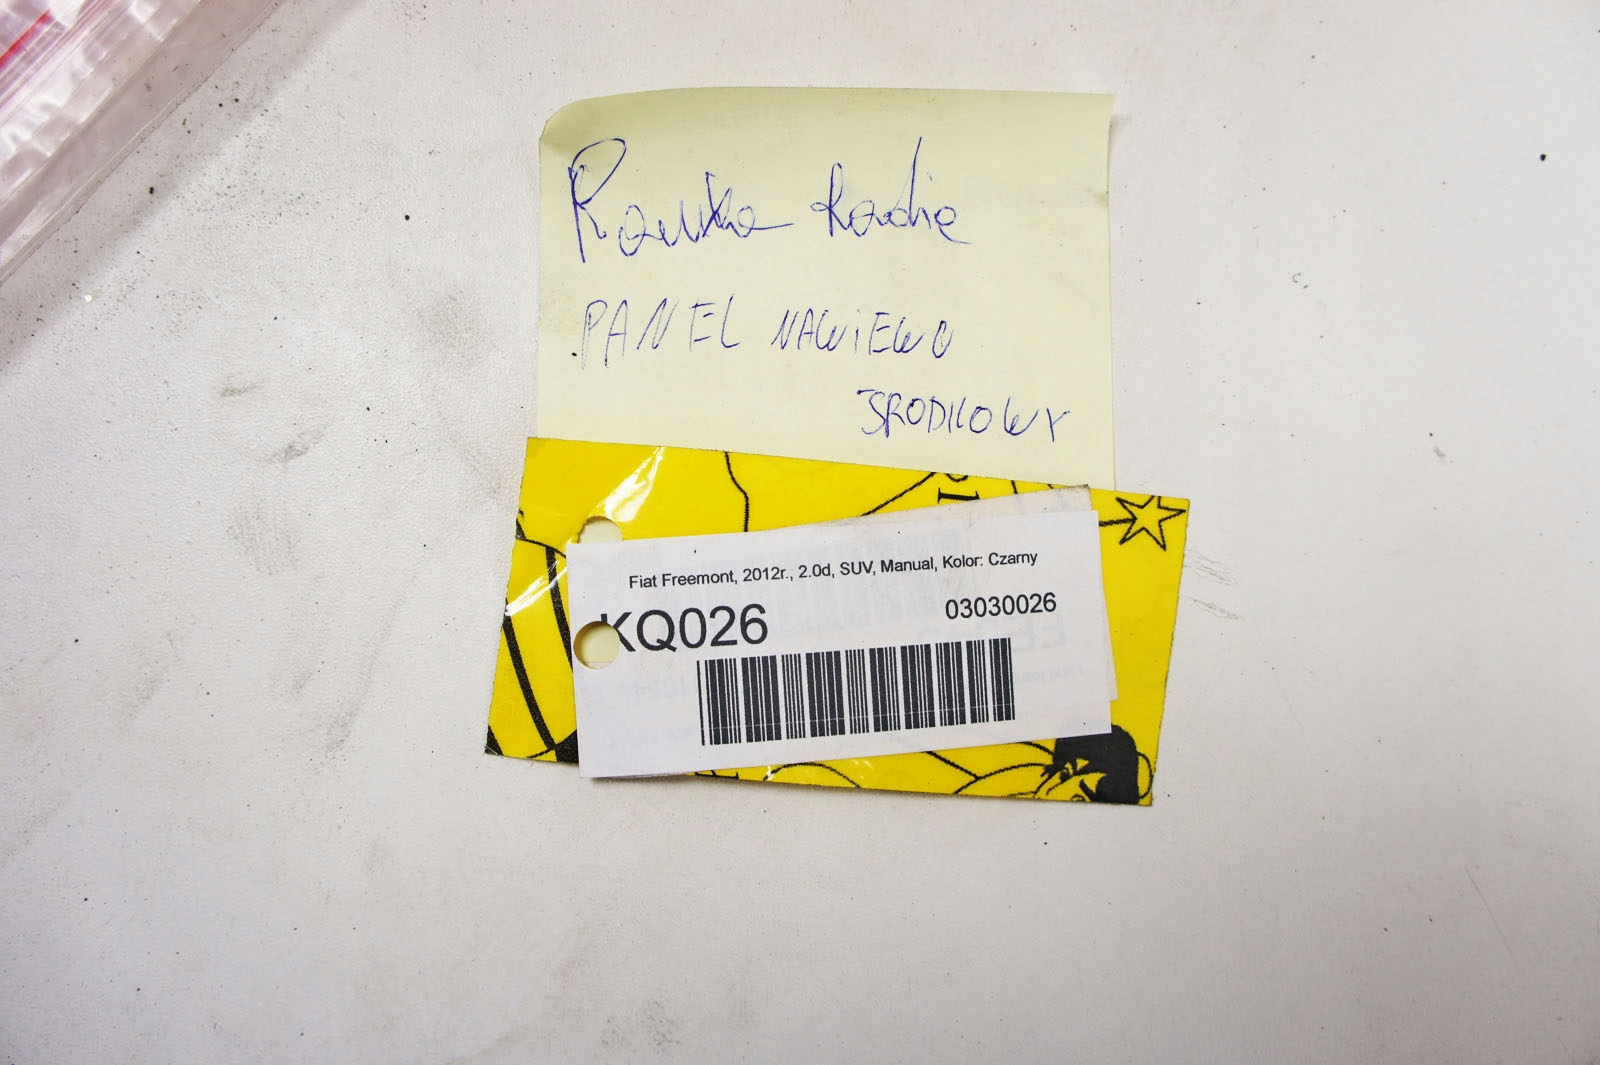 Ramka Radia
PANEL NAWIEWU
ŚRODKOWY
Fiat Freemont, 2012r., 2.0d, SUV, Manual, Kolor: Czarny
KQ026
03030026